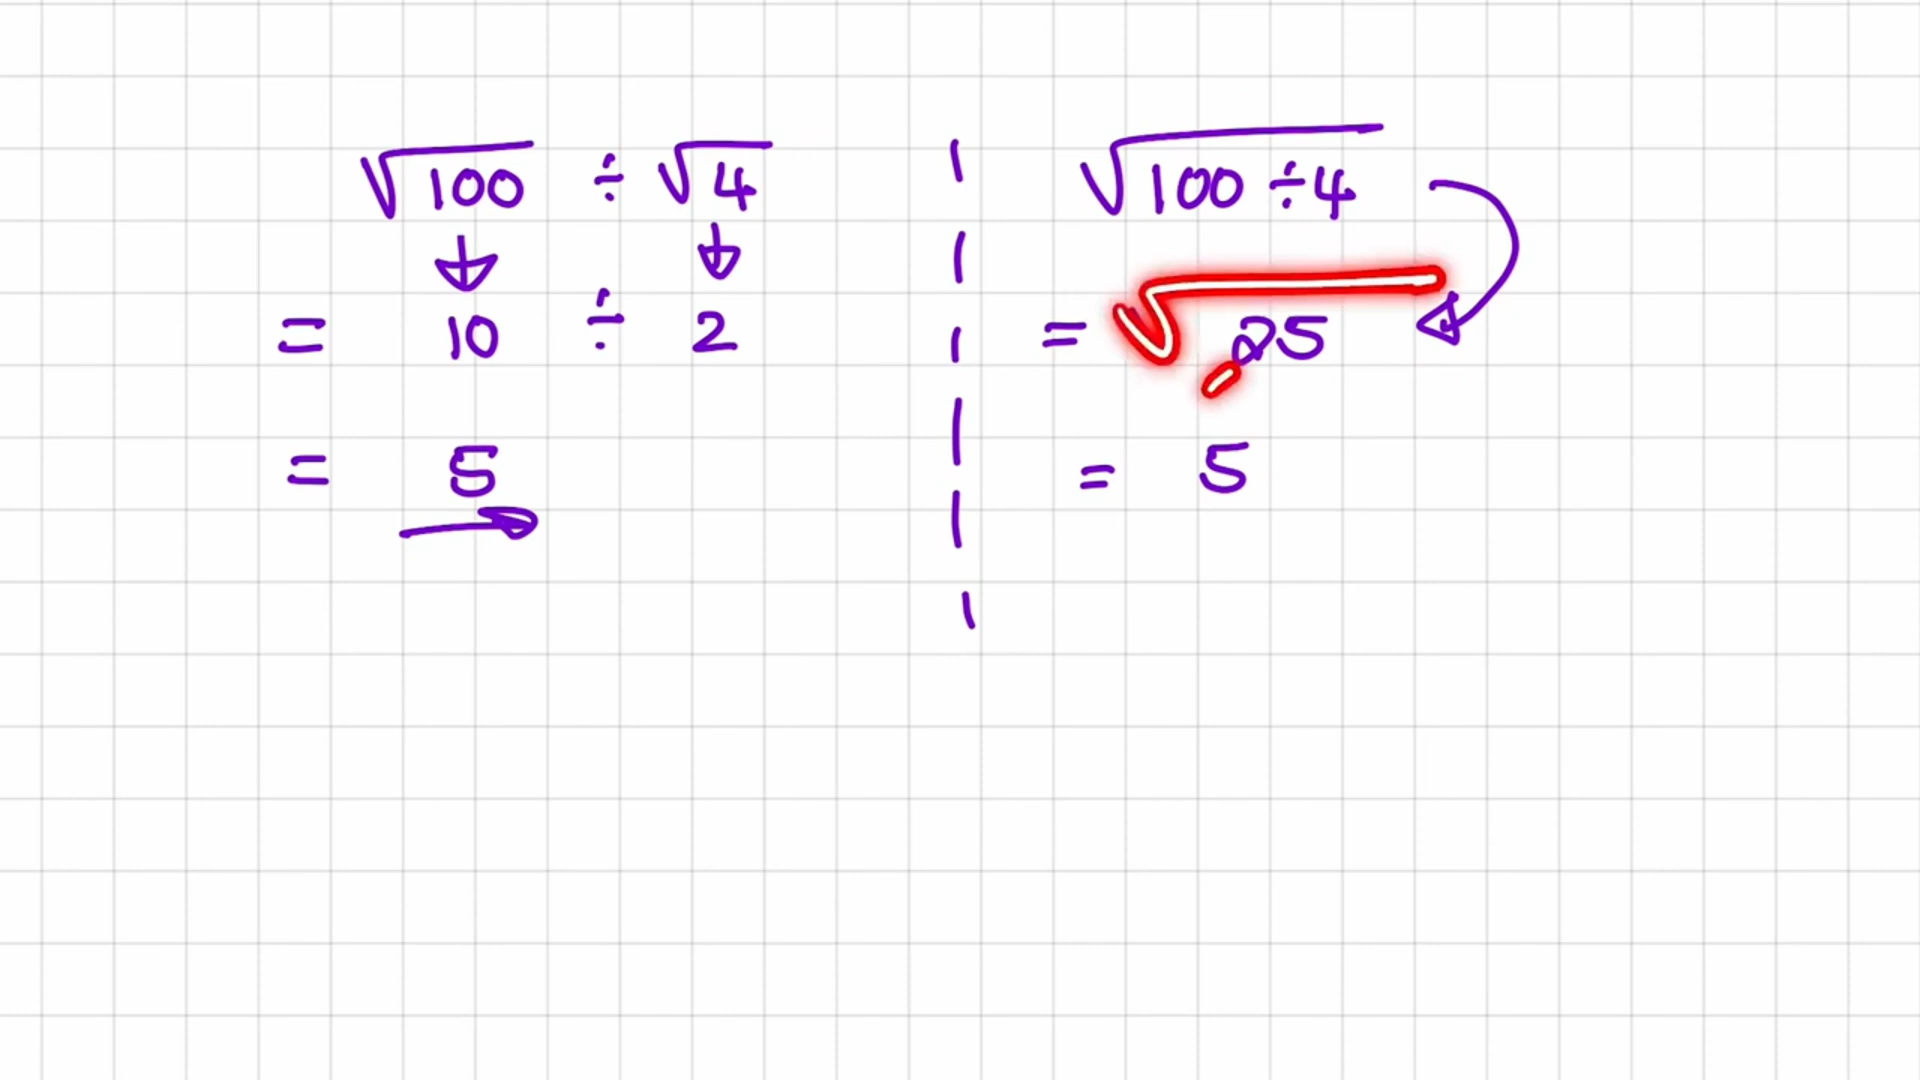 √100 ÷ √4
= 10 ÷ 2
= 5
√100÷4
= √25
= 5